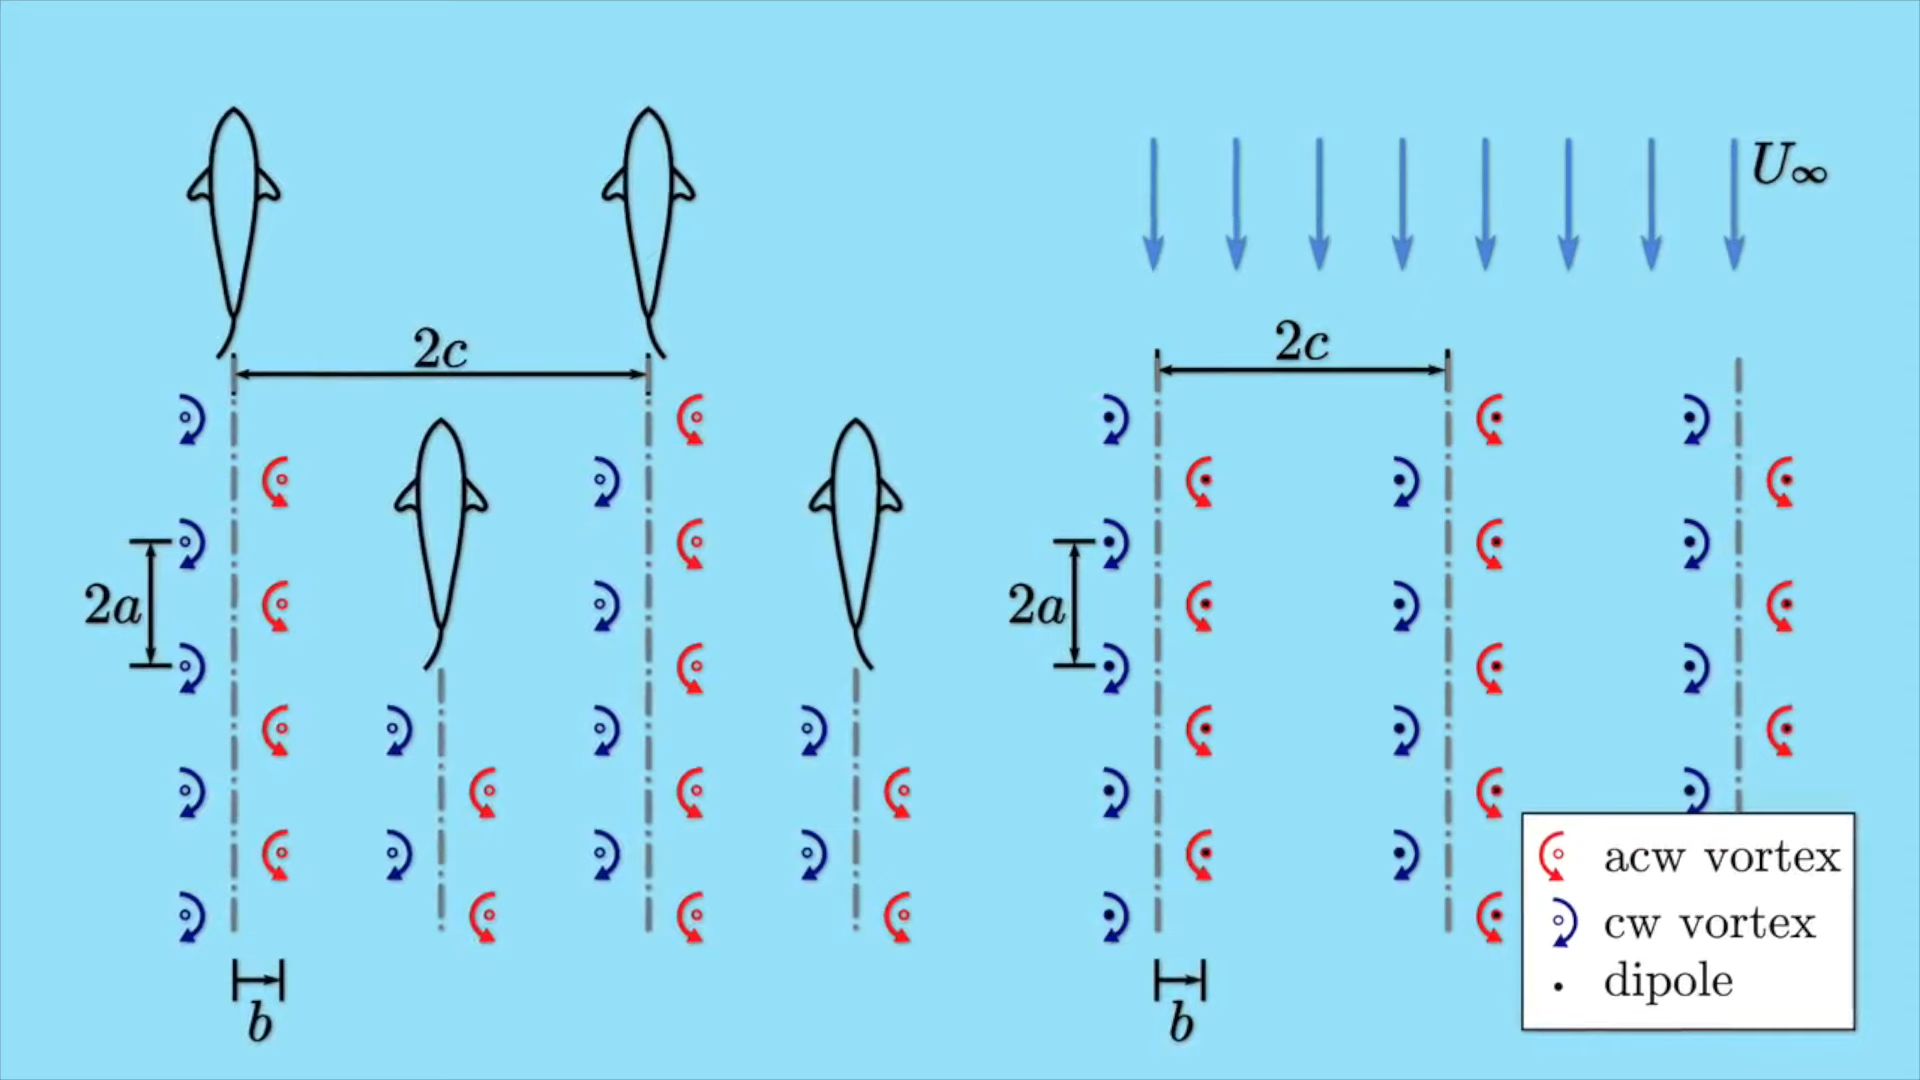 2c
2a
b
U∞
2c
2a
b
acw vortex
cw vortex
dipole